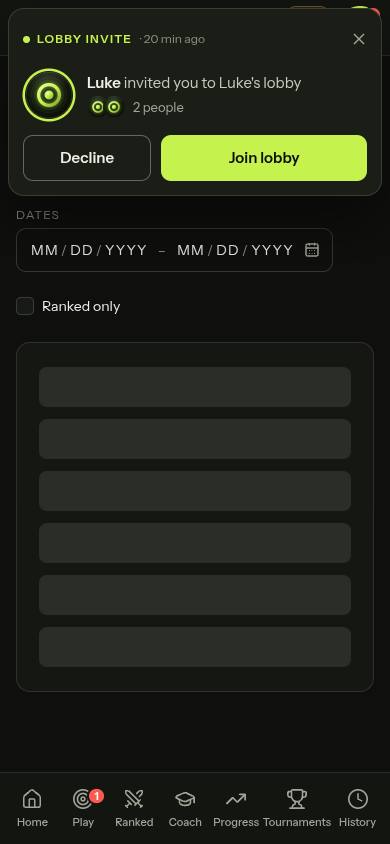 LOBBY INVITE · 20 min ago
Luke invited you to Luke's lobby
2 people
Decline Join lobby
DATES
MM / DD / YYYY – MM / DD / YYYY
Ranked only
1
Home Play Ranked Coach Progress Tournaments History